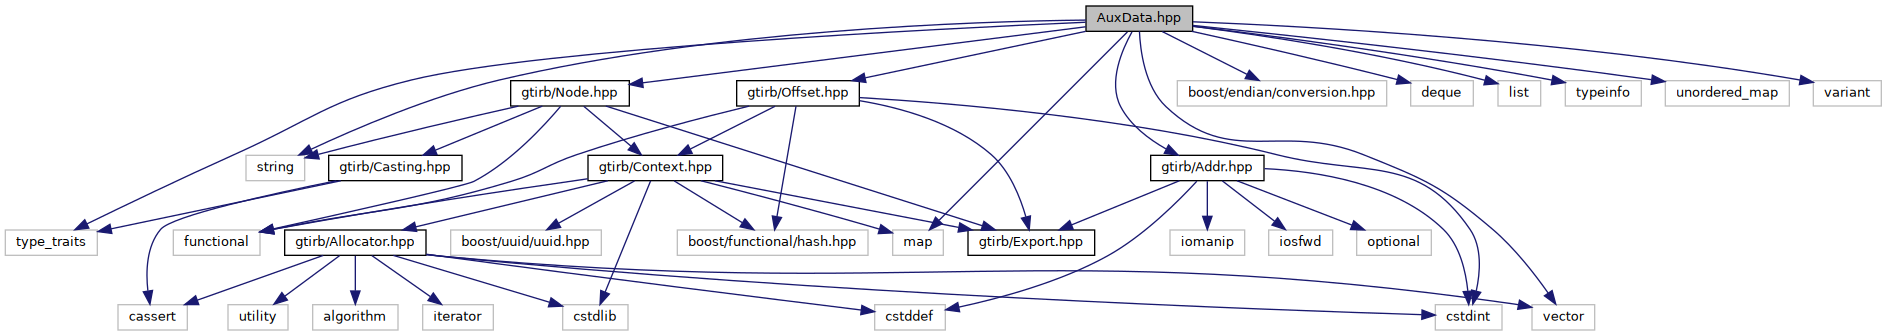 AuxData.hpp
gtirb/Node.hpp
gtirb/Offset.hpp
boost/endian/conversion.hpp
deque
list
typeinfo
unordered_map
variant
string
gtirb/Casting.hpp
gtirb/Context.hpp
gtirb/Addr.hpp
type_traits
functional
gtirb/Allocator.hpp
boost/uuid/uuid.hpp
boost/functional/hash.hpp
map
gtirb/Export.hpp
iomanip
iosfwd
optional
cassert
utility
algorithm
iterator
cstdlib
cstddef
cstdint
vector